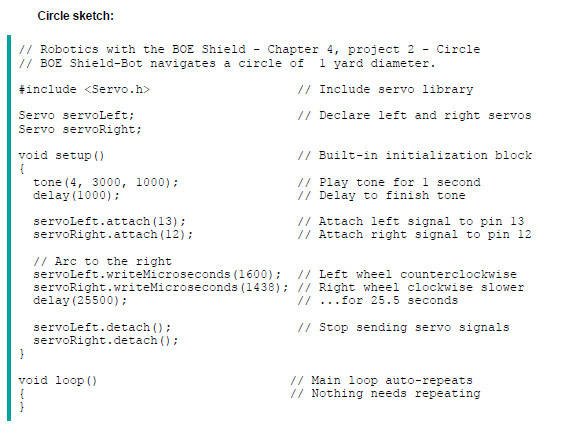 Circle sketch:
// Robotics with the BOE Shield - Chapter 4, project 2 - Circle
// BOE Shield-Bot navigates a circle of  1 yard diameter.
#include <Servo.h>                    // Include servo library
Servo servoLeft;                      // Declare left and right servos
Servo servoRight;
void setup()                          // Built-in initialization block
{
  tone(4, 3000, 1000);                // Play tone for 1 second
  delay(1000);                        // Delay to finish tone
  servoLeft.attach(13);               // Attach left signal to pin 13
  servoRight.attach(12);              // Attach right signal to pin 12
  // Arc to the right
  servoLeft.writeMicroseconds(1600);  // Left wheel counterclockwise
  servoRight.writeMicroseconds(1438); // Right wheel clockwise slower
  delay(25500);                       // ...for 25.5 seconds
  servoLeft.detach();                 // Stop sending servo signals
  servoRight.detach();
}
void loop()                          // Main loop auto-repeats
{                                    // Nothing needs repeating
}